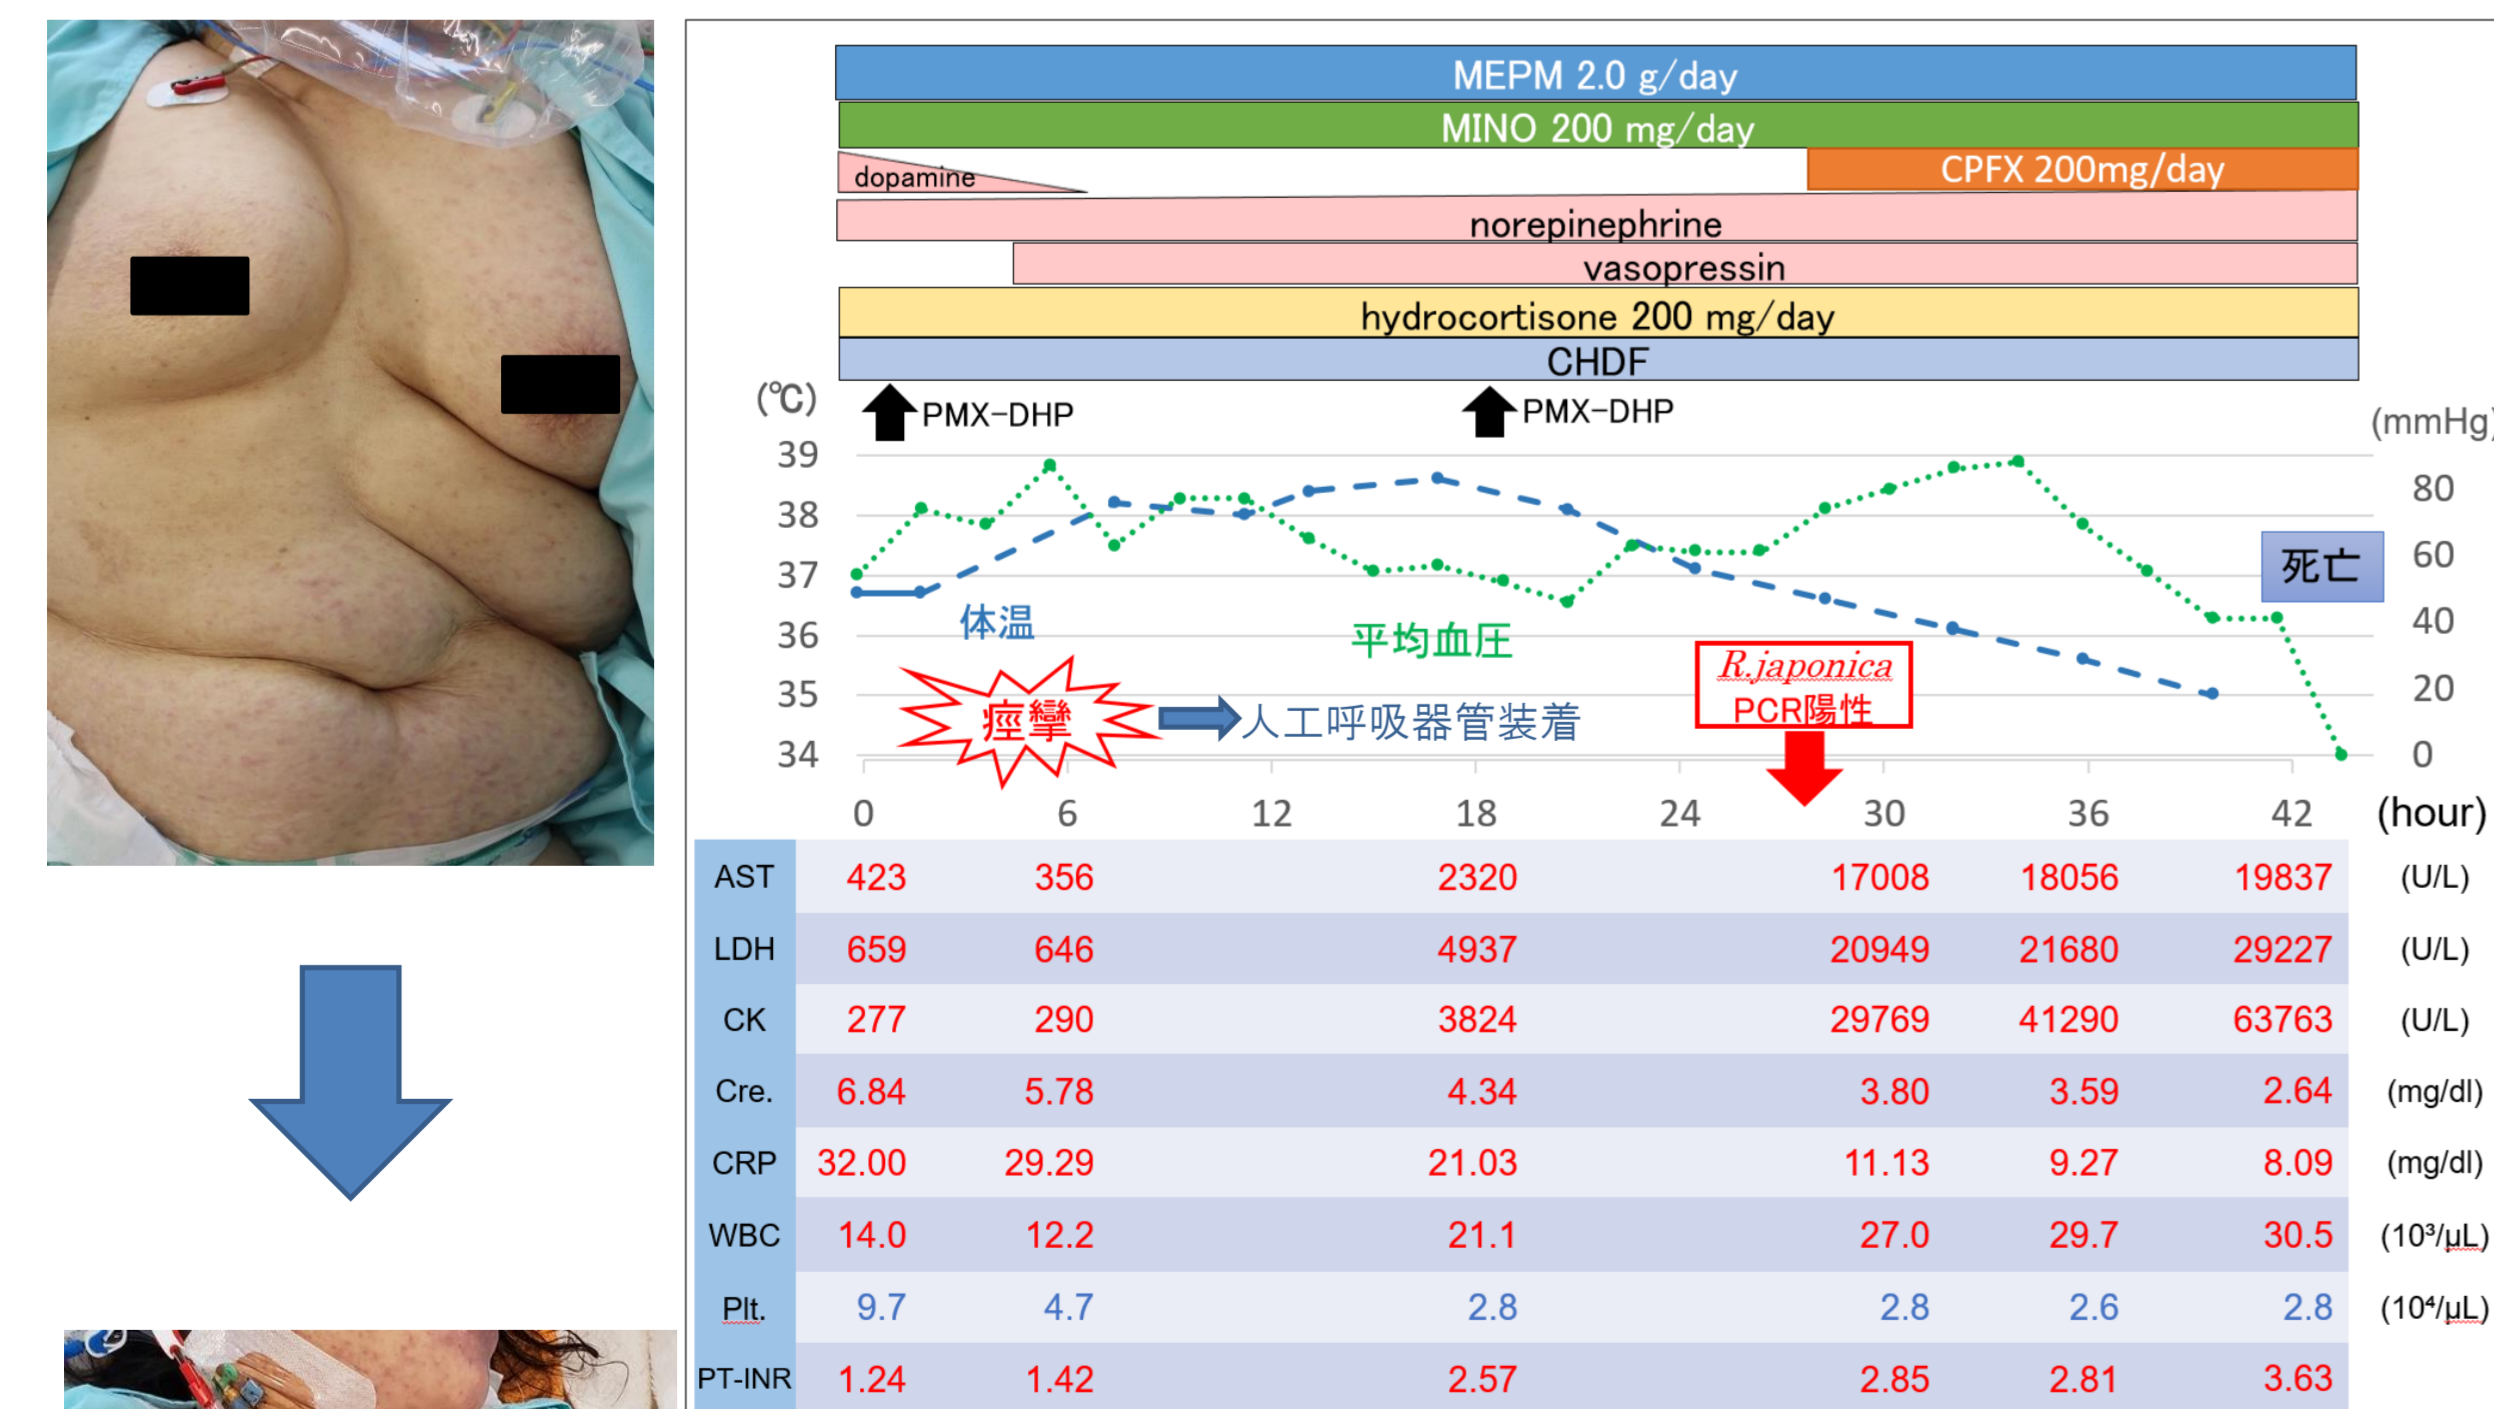 MEPM 2.0 g/day
MINO 200 mg/day
dopamine
CPFX 200mg/day
norepinephrine
vasopressin
hydrocortisone 200 mg/day
CHDF
(℃)
PMX-DHP
PMX-DHP
(mmHg)
39
38
37
36
35
34
80
60
40
20
0
死亡
体温
平均血圧
R.japonica
PCR陽性
痙攣
人工呼吸器管装着
0 6 12 18 24 30 36 42 (hour)
AST 423 356 2320 17008 18056 19837 (U/L)
LDH 659 646 4937 20949 21680 29227 (U/L)
CK 277 290 3824 29769 41290 63763 (U/L)
Cre. 6.84 5.78 4.34 3.80 3.59 2.64 (mg/dl)
CRP 32.00 29.29 21.03 11.13 9.27 8.09 (mg/dl)
WBC 14.0 12.2 21.1 27.0 29.7 30.5 (10³/μL)
Plt. 9.7 4.7 2.8 2.8 2.6 2.8 (10⁴/μL)
PT-INR 1.24 1.42 2.57 2.85 2.81 3.63